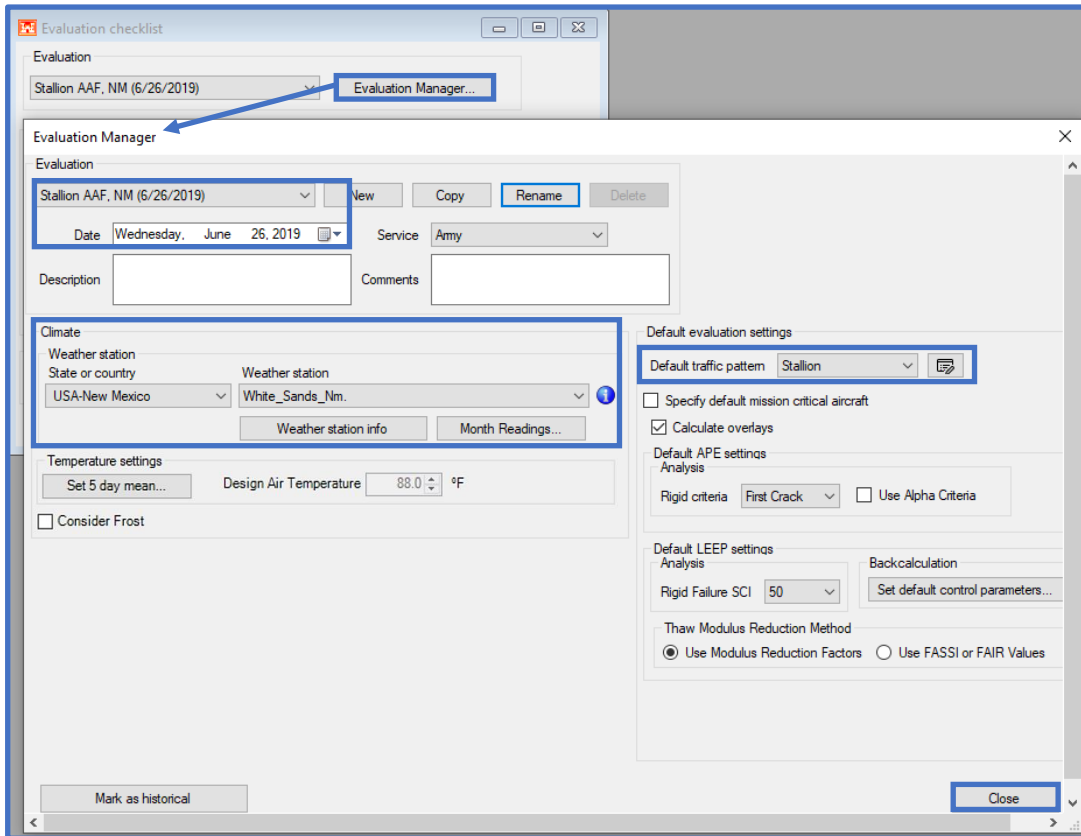 Evaluation checklist
Evaluation
Stallion AAF, NM (6/26/2019)
Evaluation Manager...
Evaluation Manager
Evaluation
Stallion AAF, NM (6/26/2019)
New
Copy
Rename
Delete
Date
Wednesday, June 26, 2019
Service
Army
Description
Comments
Climate
Weather station
State or country
Weather station
USA-New Mexico
White_Sands_Nm.
Weather station info
Month Readings...
Temperature settings
Set 5 day mean...
Design Air Temperature
88.0
ºF
Consider Frost
Default evaluation settings
Default traffic pattern
Stallion
Specify default mission critical aircraft
Calculate overlays
Default APE settings
Analysis
Rigid criteria
First Crack
Use Alpha Criteria
Default LEEP settings
Analysis
Rigid Failure SCI
50
Backcalculation
Set default control parameters...
Thaw Modulus Reduction Method
Use Modulus Reduction Factors
Use FASSI or FAIR Values
Mark as historical
Close